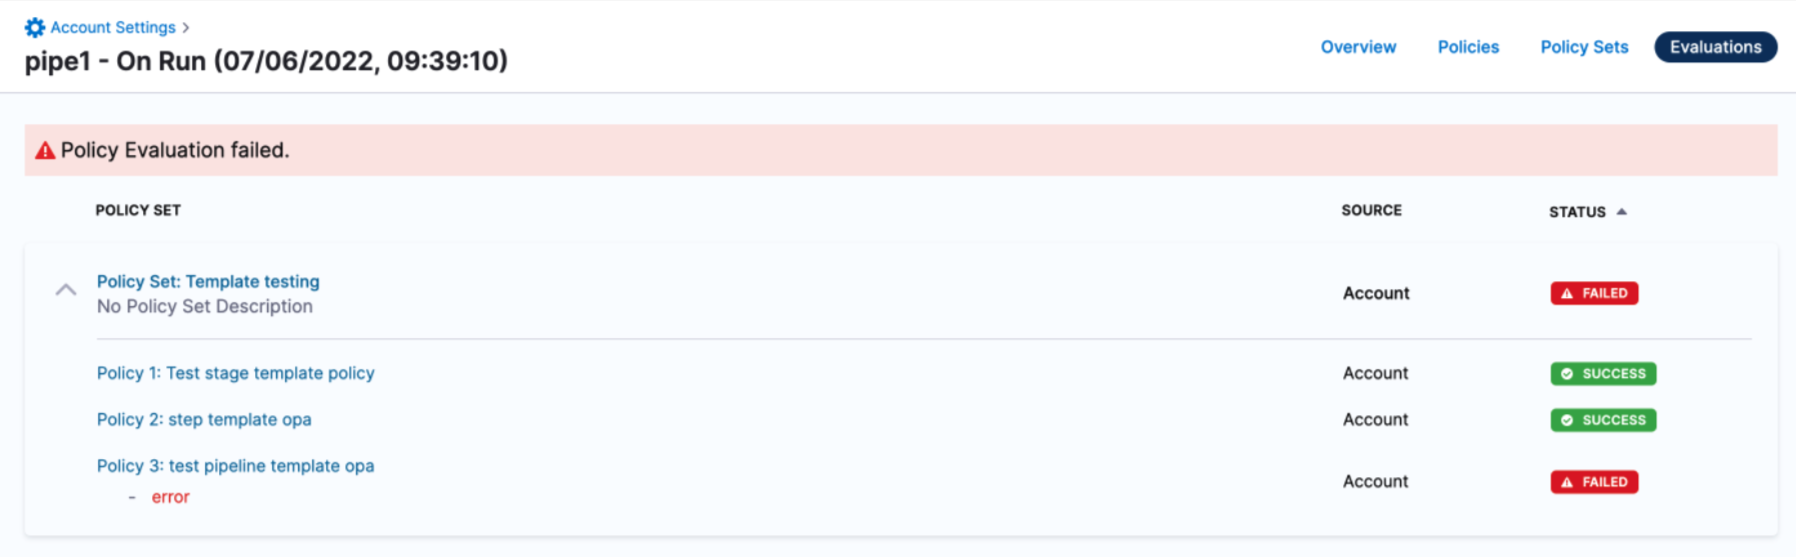 Account Settings >
pipe1 - On Run (07/06/2022, 09:39:10)
Overview Policies Policy Sets Evaluations
Policy Evaluation failed.
POLICY SET SOURCE STATUS
Policy Set: Template testing
No Policy Set Description
Account FAILED
Policy 1: Test stage template policy Account SUCCESS
Policy 2: step template opa Account SUCCESS
Policy 3: test pipeline template opa
- error
Account FAILED